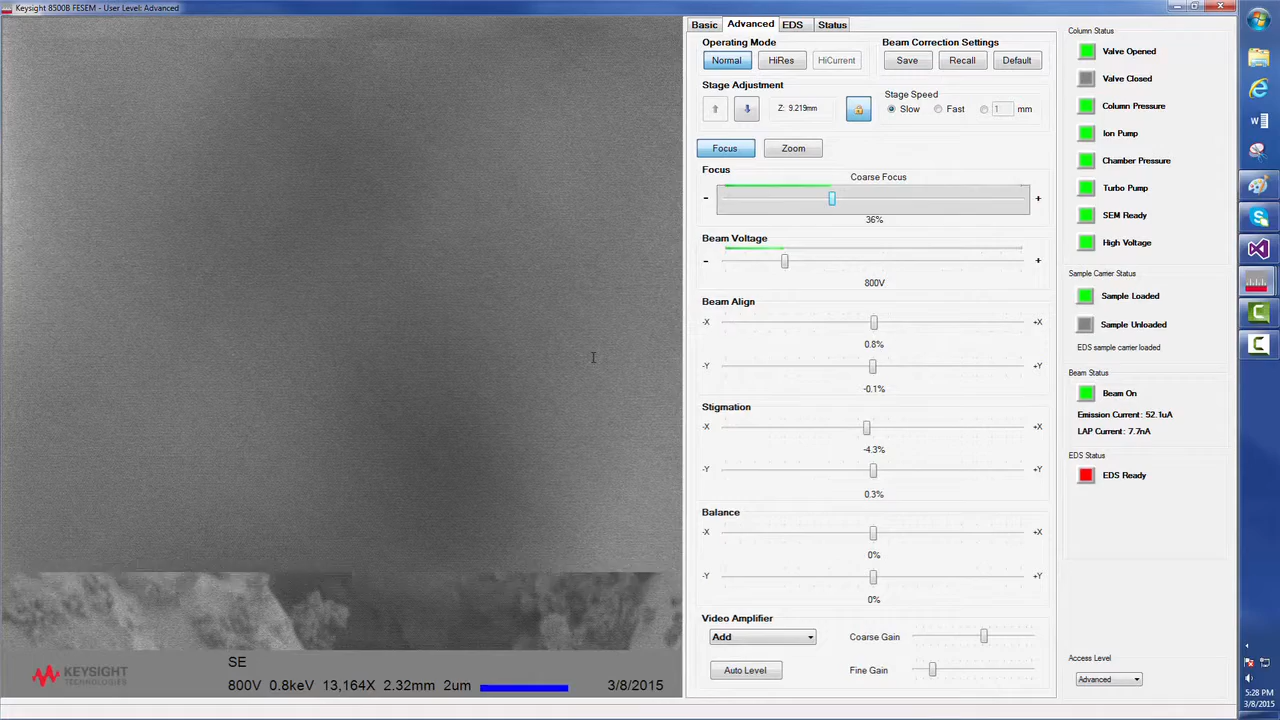 Keysight 8500B FESEM - User Level: Advanced
Basic Advanced EDS Status
Operating Mode
Normal HiRes HiCurrent
Beam Correction Settings
Save Recall Default
Stage Adjustment
Z: 9.219mm
Stage Speed
Slow Fast 1 mm
Focus Zoom
Focus
Coarse Focus
- +
36%
Beam Voltage
- +
800V
Beam Align
-X +X
0.8%
-Y +Y
-0.1%
Stigmation
-X +X
-4.3%
-Y +Y
0.3%
Balance
-X +X
0%
-Y +Y
0%
Video Amplifier
Add Coarse Gain
Auto Level Fine Gain
Column Status
Valve Opened
Valve Closed
Column Pressure
Ion Pump
Chamber Pressure
Turbo Pump
SEM Ready
High Voltage
Sample Carrier Status
Sample Loaded
Sample Unloaded
EDS sample carrier loaded
Beam Status
Beam On
Emission Current: 52.1uA
LAP Current: 7.7nA
EDS Status
EDS Ready
Access Level
Advanced
KEYSIGHT
TECHNOLOGIES
SE
800V 0.8keV 13,164X 2.32mm 2um 3/8/2015
5:28 PM
3/8/2015